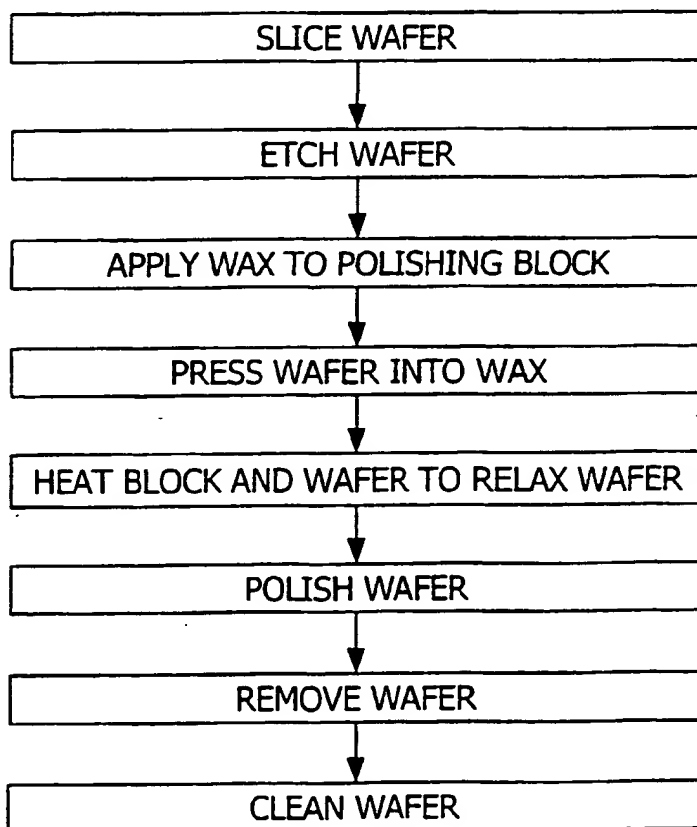 SLICE WAFER
ETCH WAFER
APPLY WAX TO POLISHING BLOCK
PRESS WAFER INTO WAX
HEAT BLOCK AND WAFER TO RELAX WAFER
POLISH WAFER
REMOVE WAFER
CLEAN WAFER